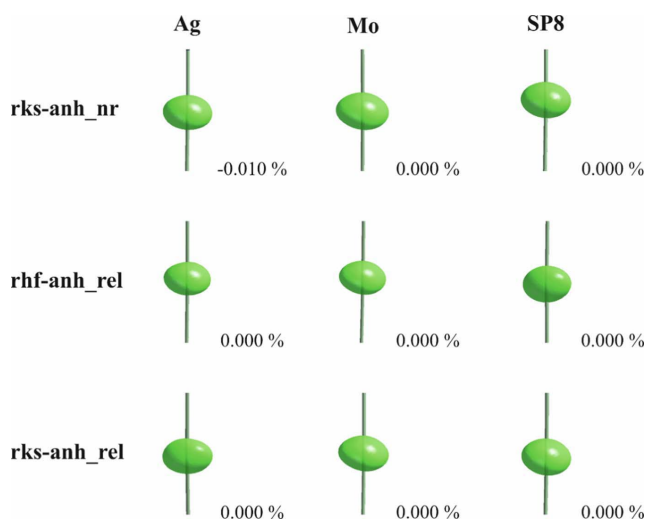 Ag Mo SP8
rks-anh_nr
-0.010 % 0.000 % 0.000 %
rhf-anh_rel
0.000 % 0.000 % 0.000 %
rks-anh_rel
0.000 % 0.000 % 0.000 %